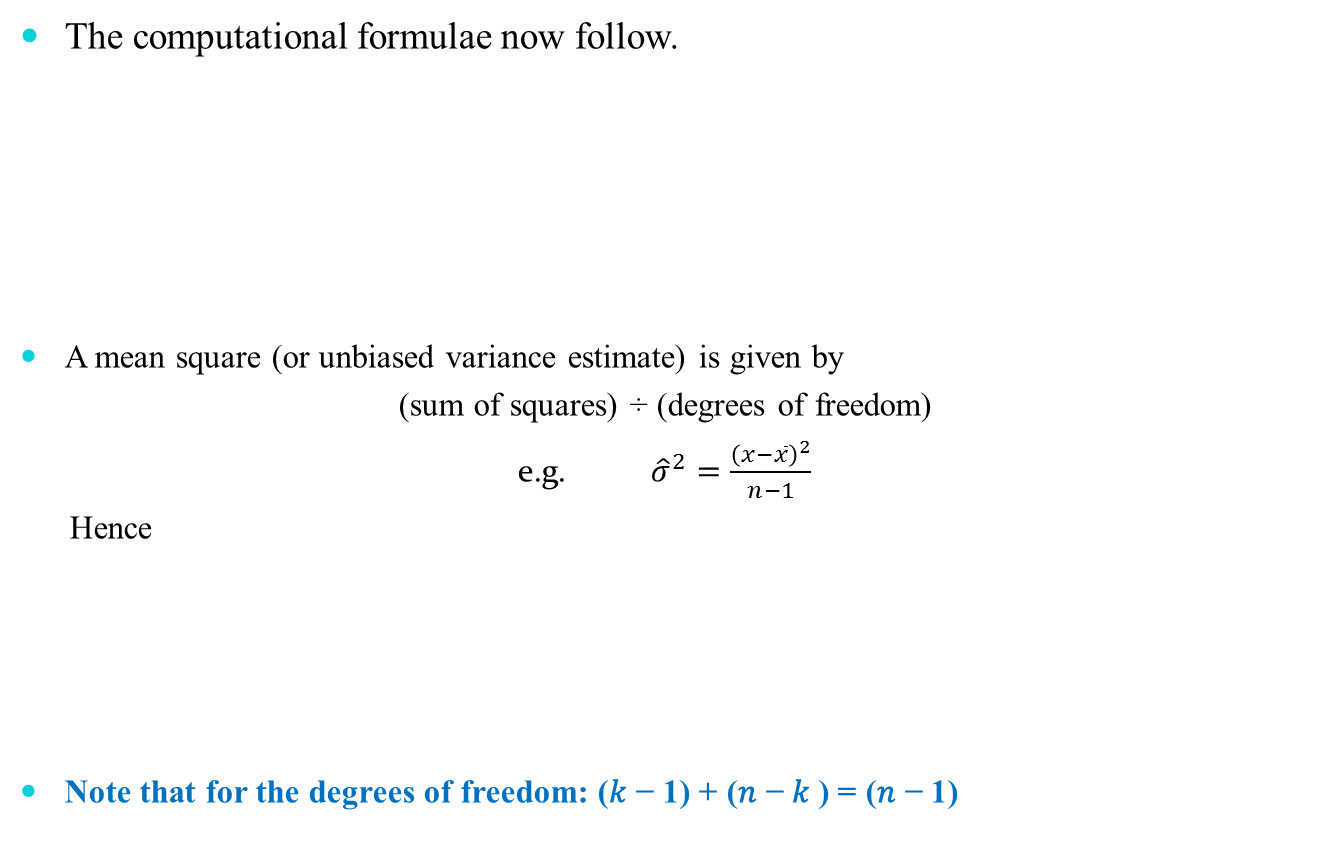 • The computational formulae now follow.
• A mean square (or unbiased variance estimate) is given by
(sum of squares) ÷ (degrees of freedom)
e.g. σ̂² = (x−x̄)² / n−1
Hence
• Note that for the degrees of freedom: (k − 1) + (n − k ) = (n − 1)